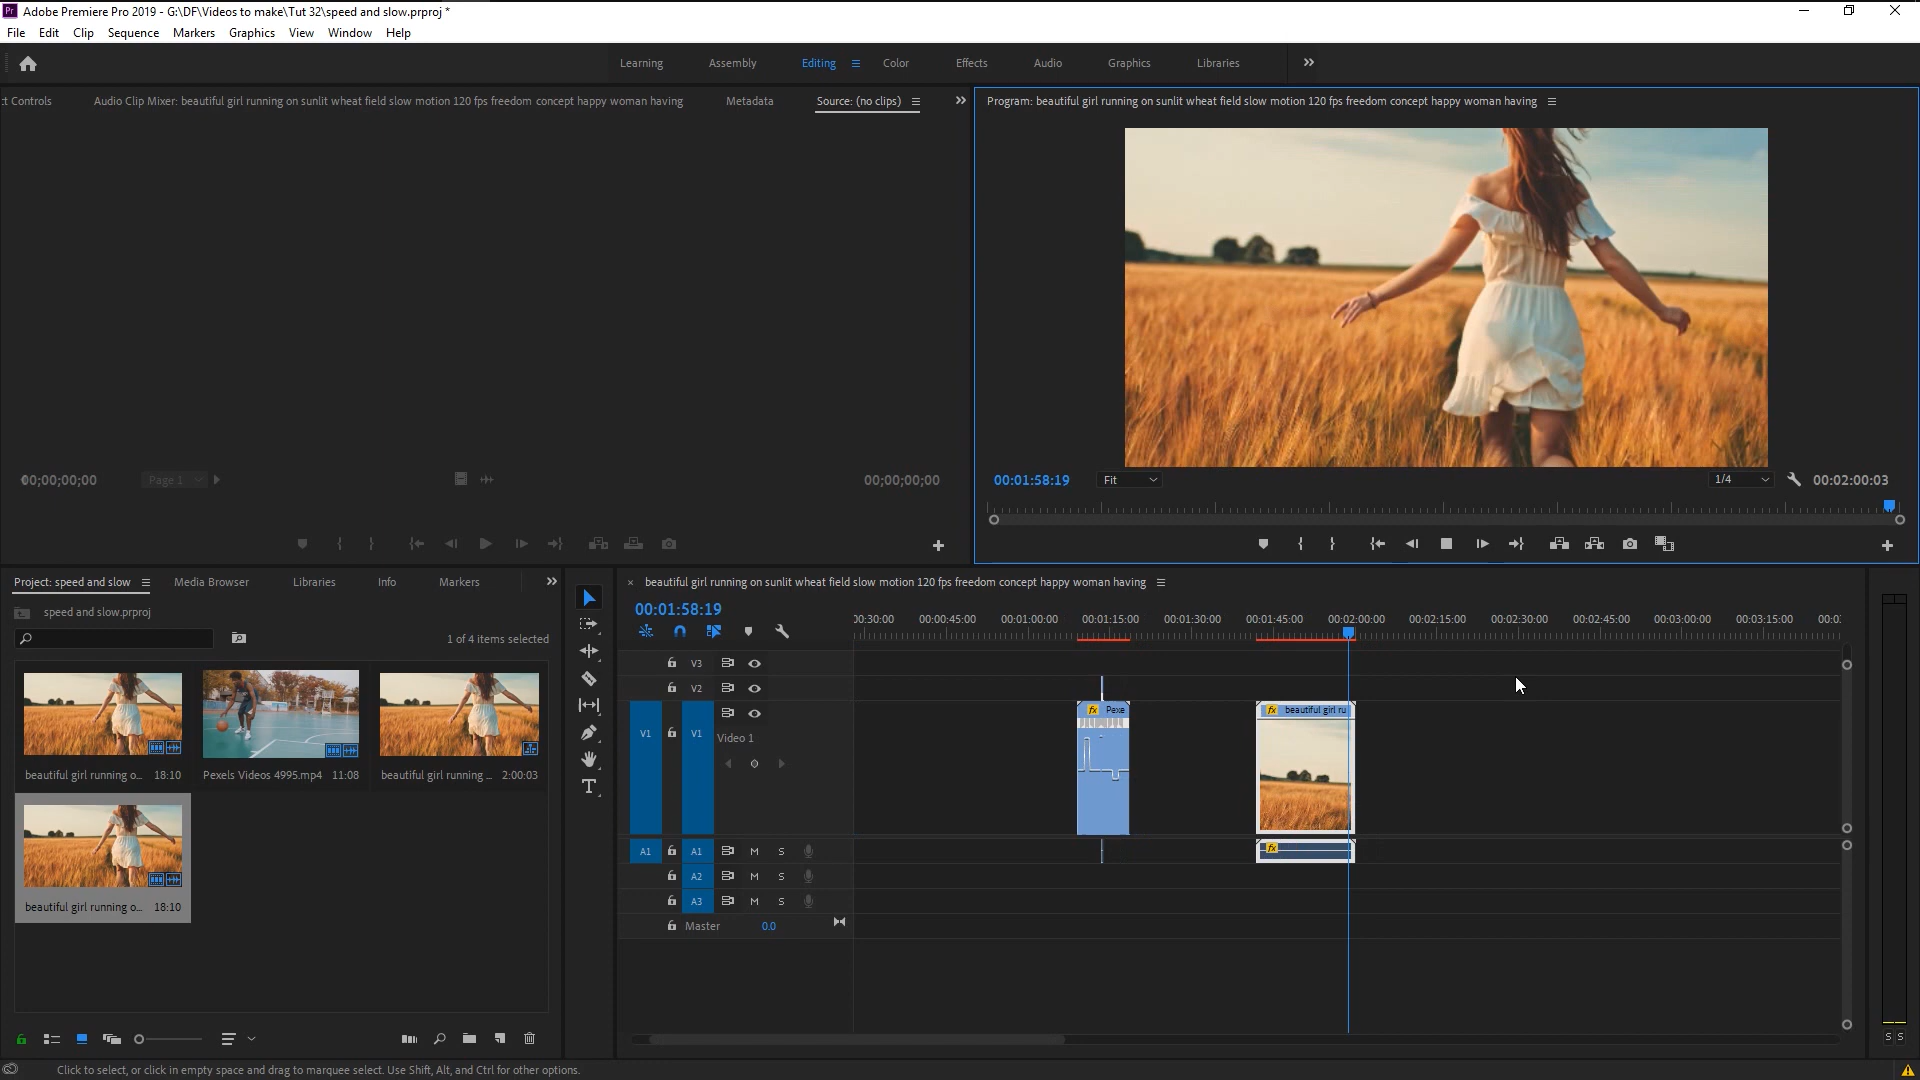 Pr Adobe Premiere Pro 2019 - G:\DF\Videos to make\Tut 32\speed and slow.prproj *
File Edit Clip Sequence Markers Graphics View Window Help
Learning Assembly Editing Color Effects Audio Graphics Libraries
ct Controls Audio Clip Mixer: beautiful girl running on sunlit wheat field slow motion 120 fps freedom concept happy woman having Metadata Source: (no clips)
Program: beautiful girl running on sunlit wheat field slow motion 120 fps freedom concept happy woman having
00;00;00;00 Page 1 00;00;00;00
00:01:58:19 Fit 1/4 00:02:00:03
Project: speed and slow Media Browser Libraries Info Markers
speed and slow.prproj
1 of 4 items selected
beautiful girl running o... 18:10
Pexels Videos 4995.mp4 11:08
beautiful girl running ... 2:00:03
beautiful girl running o... 18:10
beautiful girl running on sunlit wheat field slow motion 120 fps freedom concept happy woman having
00:01:58:19
00:30:00 00:00:45:00 00:01:00:00 00:01:15:00 00:01:30:00 00:01:45:00 00:02:00:00 00:02:15:00 00:02:30:00 00:02:45:00 00:03:00:00 00:03:15:00 00:0
V3
V2
fx Pexe fx beautiful girl ru
V1 V1
Video 1
A1 A1 M S fx
A2 M S
A3 M S
Master 0.0
S S
Click to select, or click in empty space and drag to marquee select. Use Shift, Alt, and Ctrl for other options.